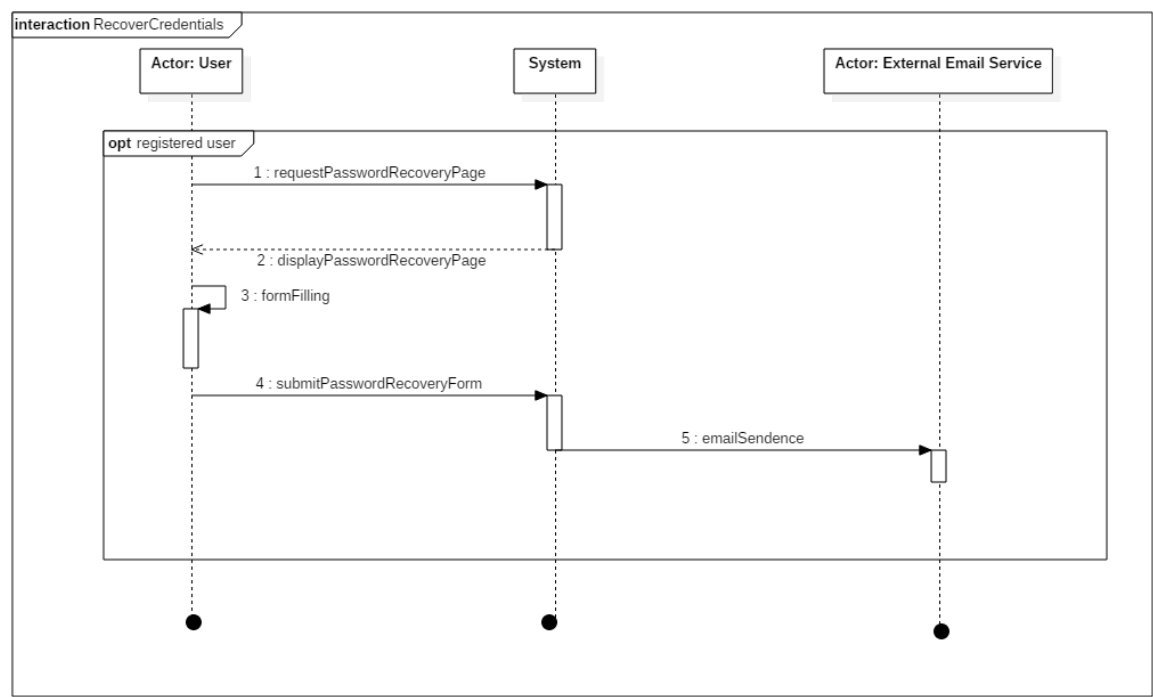 interaction RecoverCredentials
Actor: User
System
Actor: External Email Service
opt registered user
1 : requestPasswordRecoveryPage
2 : displayPasswordRecoveryPage
3 : formFilling
4 : submitPasswordRecoveryForm
5 : emailSendence